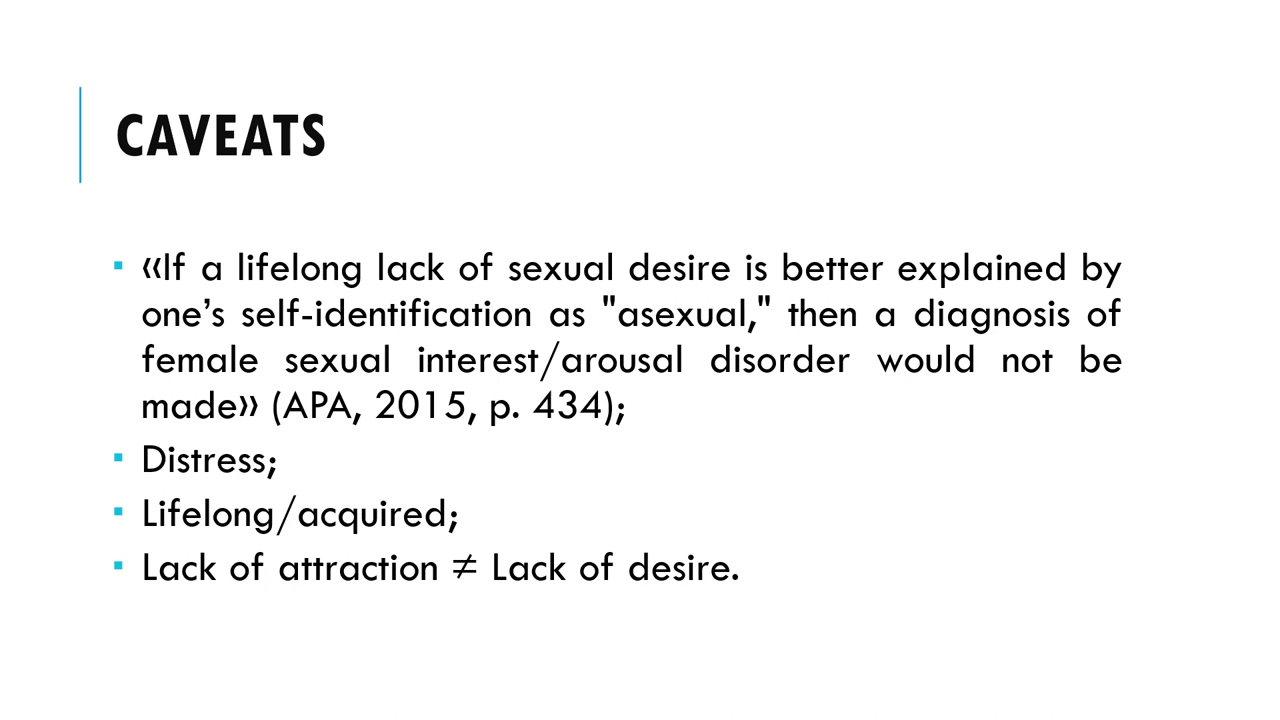 CAVEATS
▪ «If a lifelong lack of sexual desire is better explained by
one’s self-identification as "asexual," then a diagnosis of
female sexual interest/arousal disorder would not be
made» (APA, 2015, p. 434);
▪ Distress;
▪ Lifelong/acquired;
▪ Lack of attraction ≠ Lack of desire.